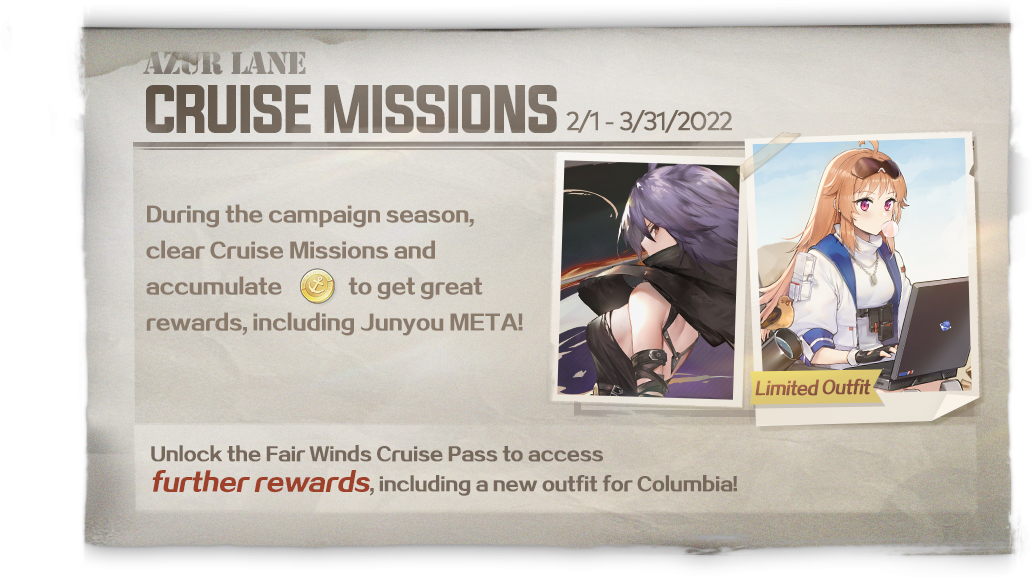 AZUR LANE
CRUISE MISSIONS 2/1 - 3/31/2022
During the campaign season,
clear Cruise Missions and
accumulate to get great
rewards, including Junyou META!
Limited Outfit
Unlock the Fair Winds Cruise Pass to access
further rewards, including a new outfit for Columbia!